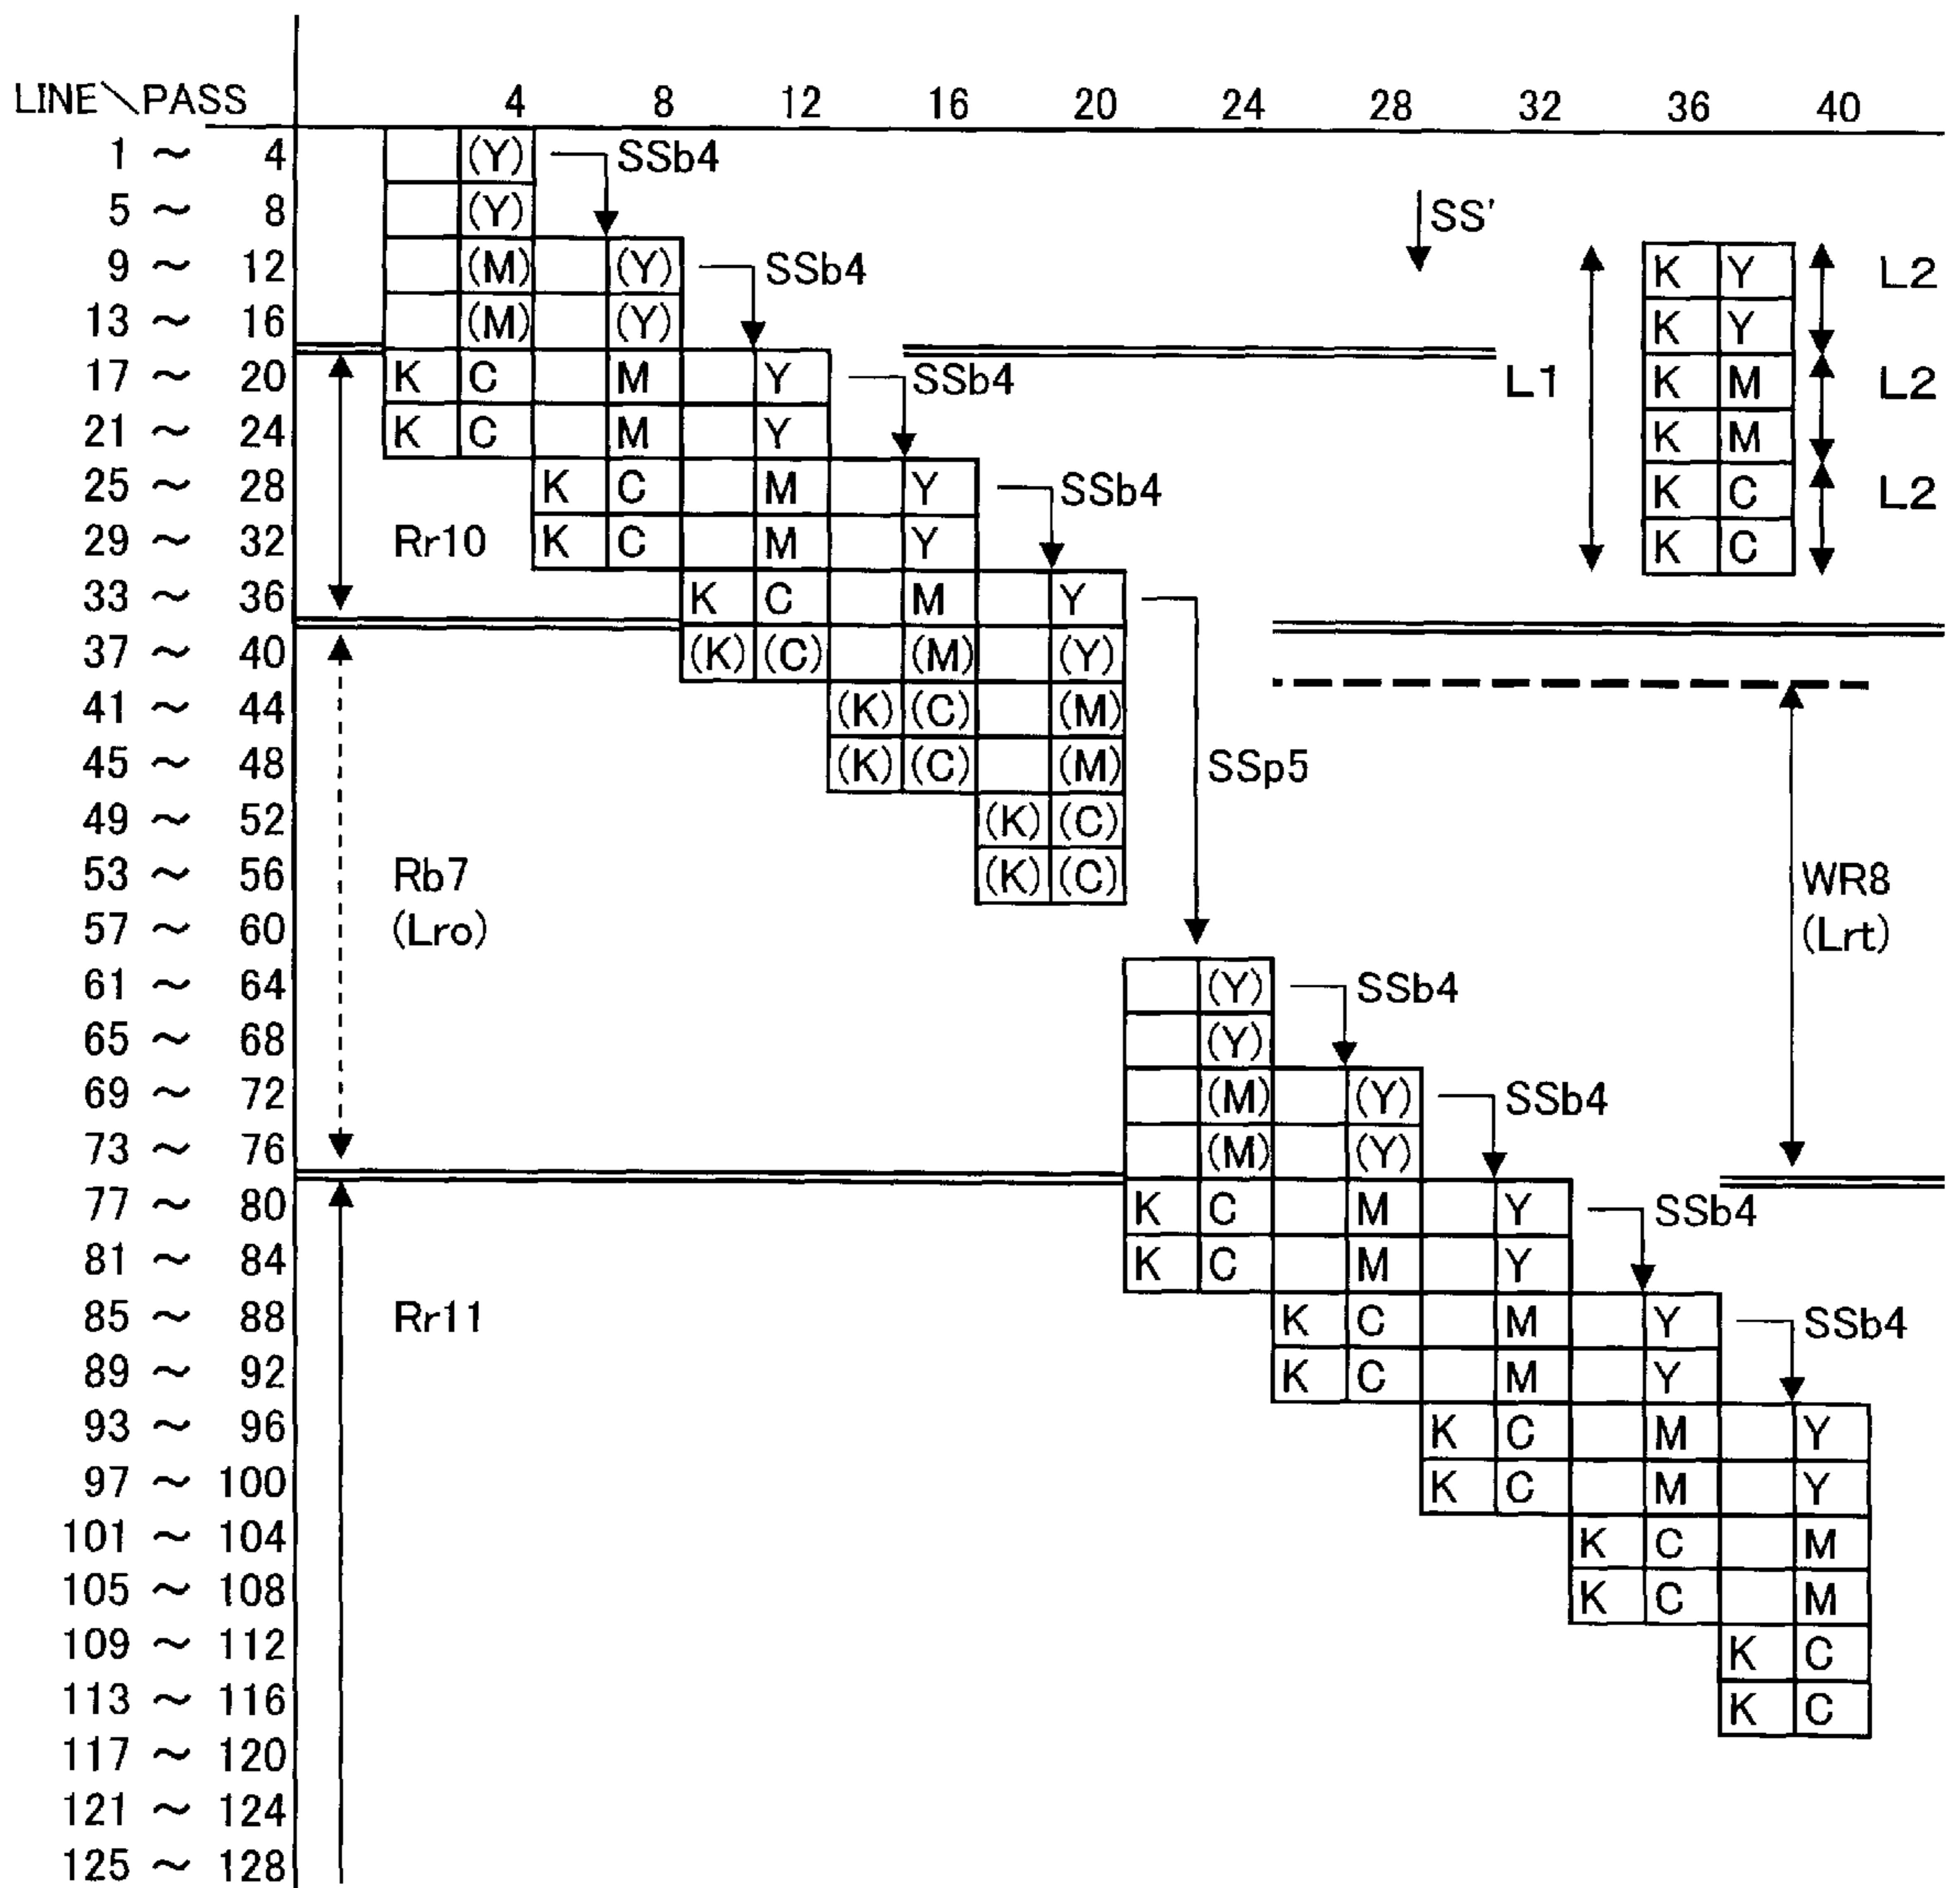 LINE＼PASS 4 8 12 16 20 24 28 32 36 40
1 ～ 4 (Y) SSb4
5 ～ 8 (Y) SS'
9 ～ 12 (M) (Y) SSb4 K Y L2
13 ～ 16 (M) (Y) K Y
17 ～ 20 K C M Y SSb4 L1 K M L2
21 ～ 24 K C M Y K M
25 ～ 28 K C M Y SSb4 K C L2
29 ～ 32 Rr10 K C M Y K C
33 ～ 36 K C M Y
37 ～ 40 (K) (C) (M) (Y)
41 ～ 44 (K) (C) (M)
45 ～ 48 (K) (C) (M) SSp5
49 ～ 52 (K) (C)
53 ～ 56 Rb7 (K) (C) WR8
57 ～ 60 (Lro) (Lrt)
61 ～ 64 (Y) SSb4
65 ～ 68 (Y)
69 ～ 72 (M) (Y) SSb4
73 ～ 76 (M) (Y)
77 ～ 80 K C M Y SSb4
81 ～ 84 K C M Y
85 ～ 88 Rr11 K C M Y SSb4
89 ～ 92 K C M Y
93 ～ 96 K C M Y
97 ～ 100 K C M Y
101 ～ 104 K C M
105 ～ 108 K C M
109 ～ 112 K C
113 ～ 116 K C
117 ～ 120
121 ～ 124
125 ～ 128